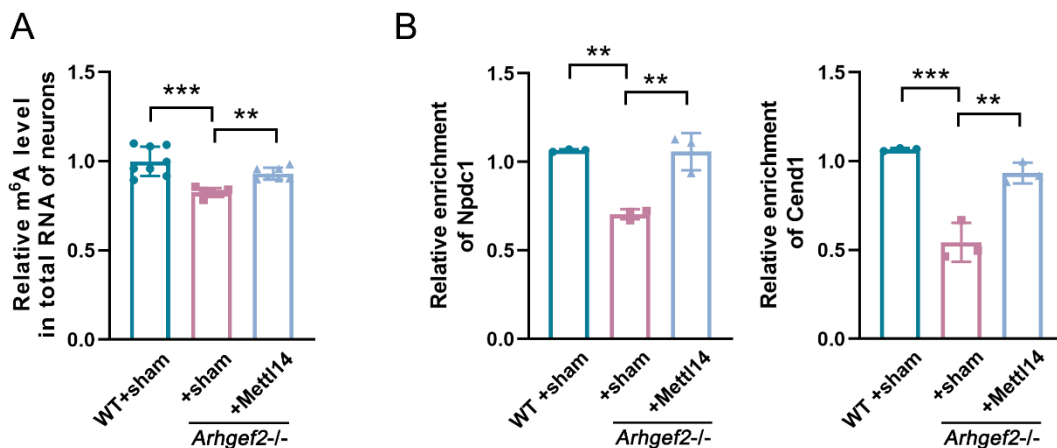 A
Relative m⁶A level
in total RNA of neurons
1.5
1.0
0.5
0.0
***
**
WT +sham
+sham
+Mettl14
Arhgef2-/-
B
Relative enrichment
of Npdc1
1.5
1.0
0.5
0.0
**
**
WT +sham
+sham
+Mettl14
Arhgef2-/-
Relative enrichment
of Cend1
1.5
1.0
0.5
0.0
***
**
WT +sham
+sham
+Mettl14
Arhgef2-/-